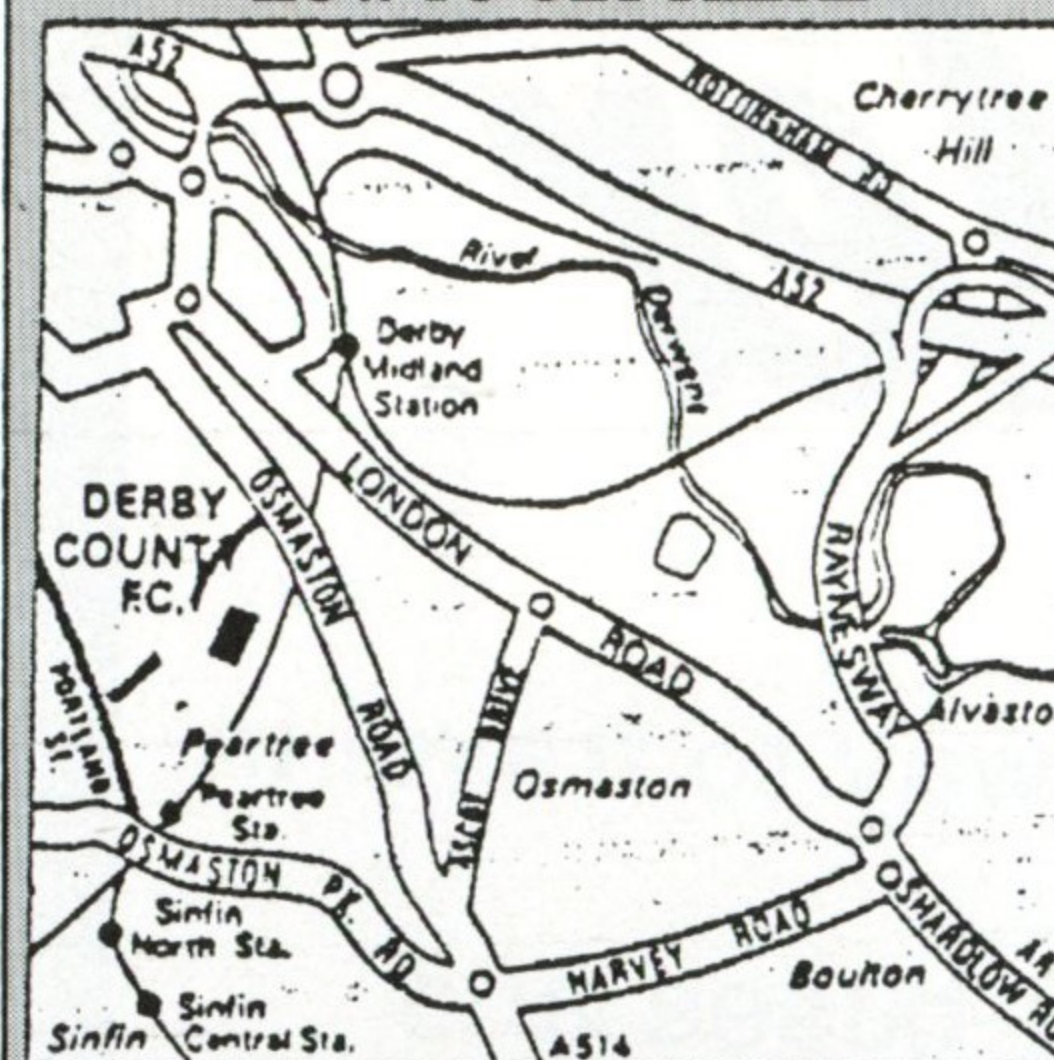 A52
NOTTINGHAM RD
Cherrytree
Hill
River
Derwent
A52
Derby
Midland
Station
DERBY
COUNTY
F.C.
OSMASTON
ROAD
LONDON
ROAD
RAYNESWAY
PORTLAND
ST.
Peartree
Peartree
Sta.
ASCOT DRIVE
Osmaston
Alvasto
OSMASTON PK. RD
Sinfin
North Sta.
HARVEY ROAD
SHARDLOW RO
Boulton
Sinfin
Sinfin
Central Sta.
A514